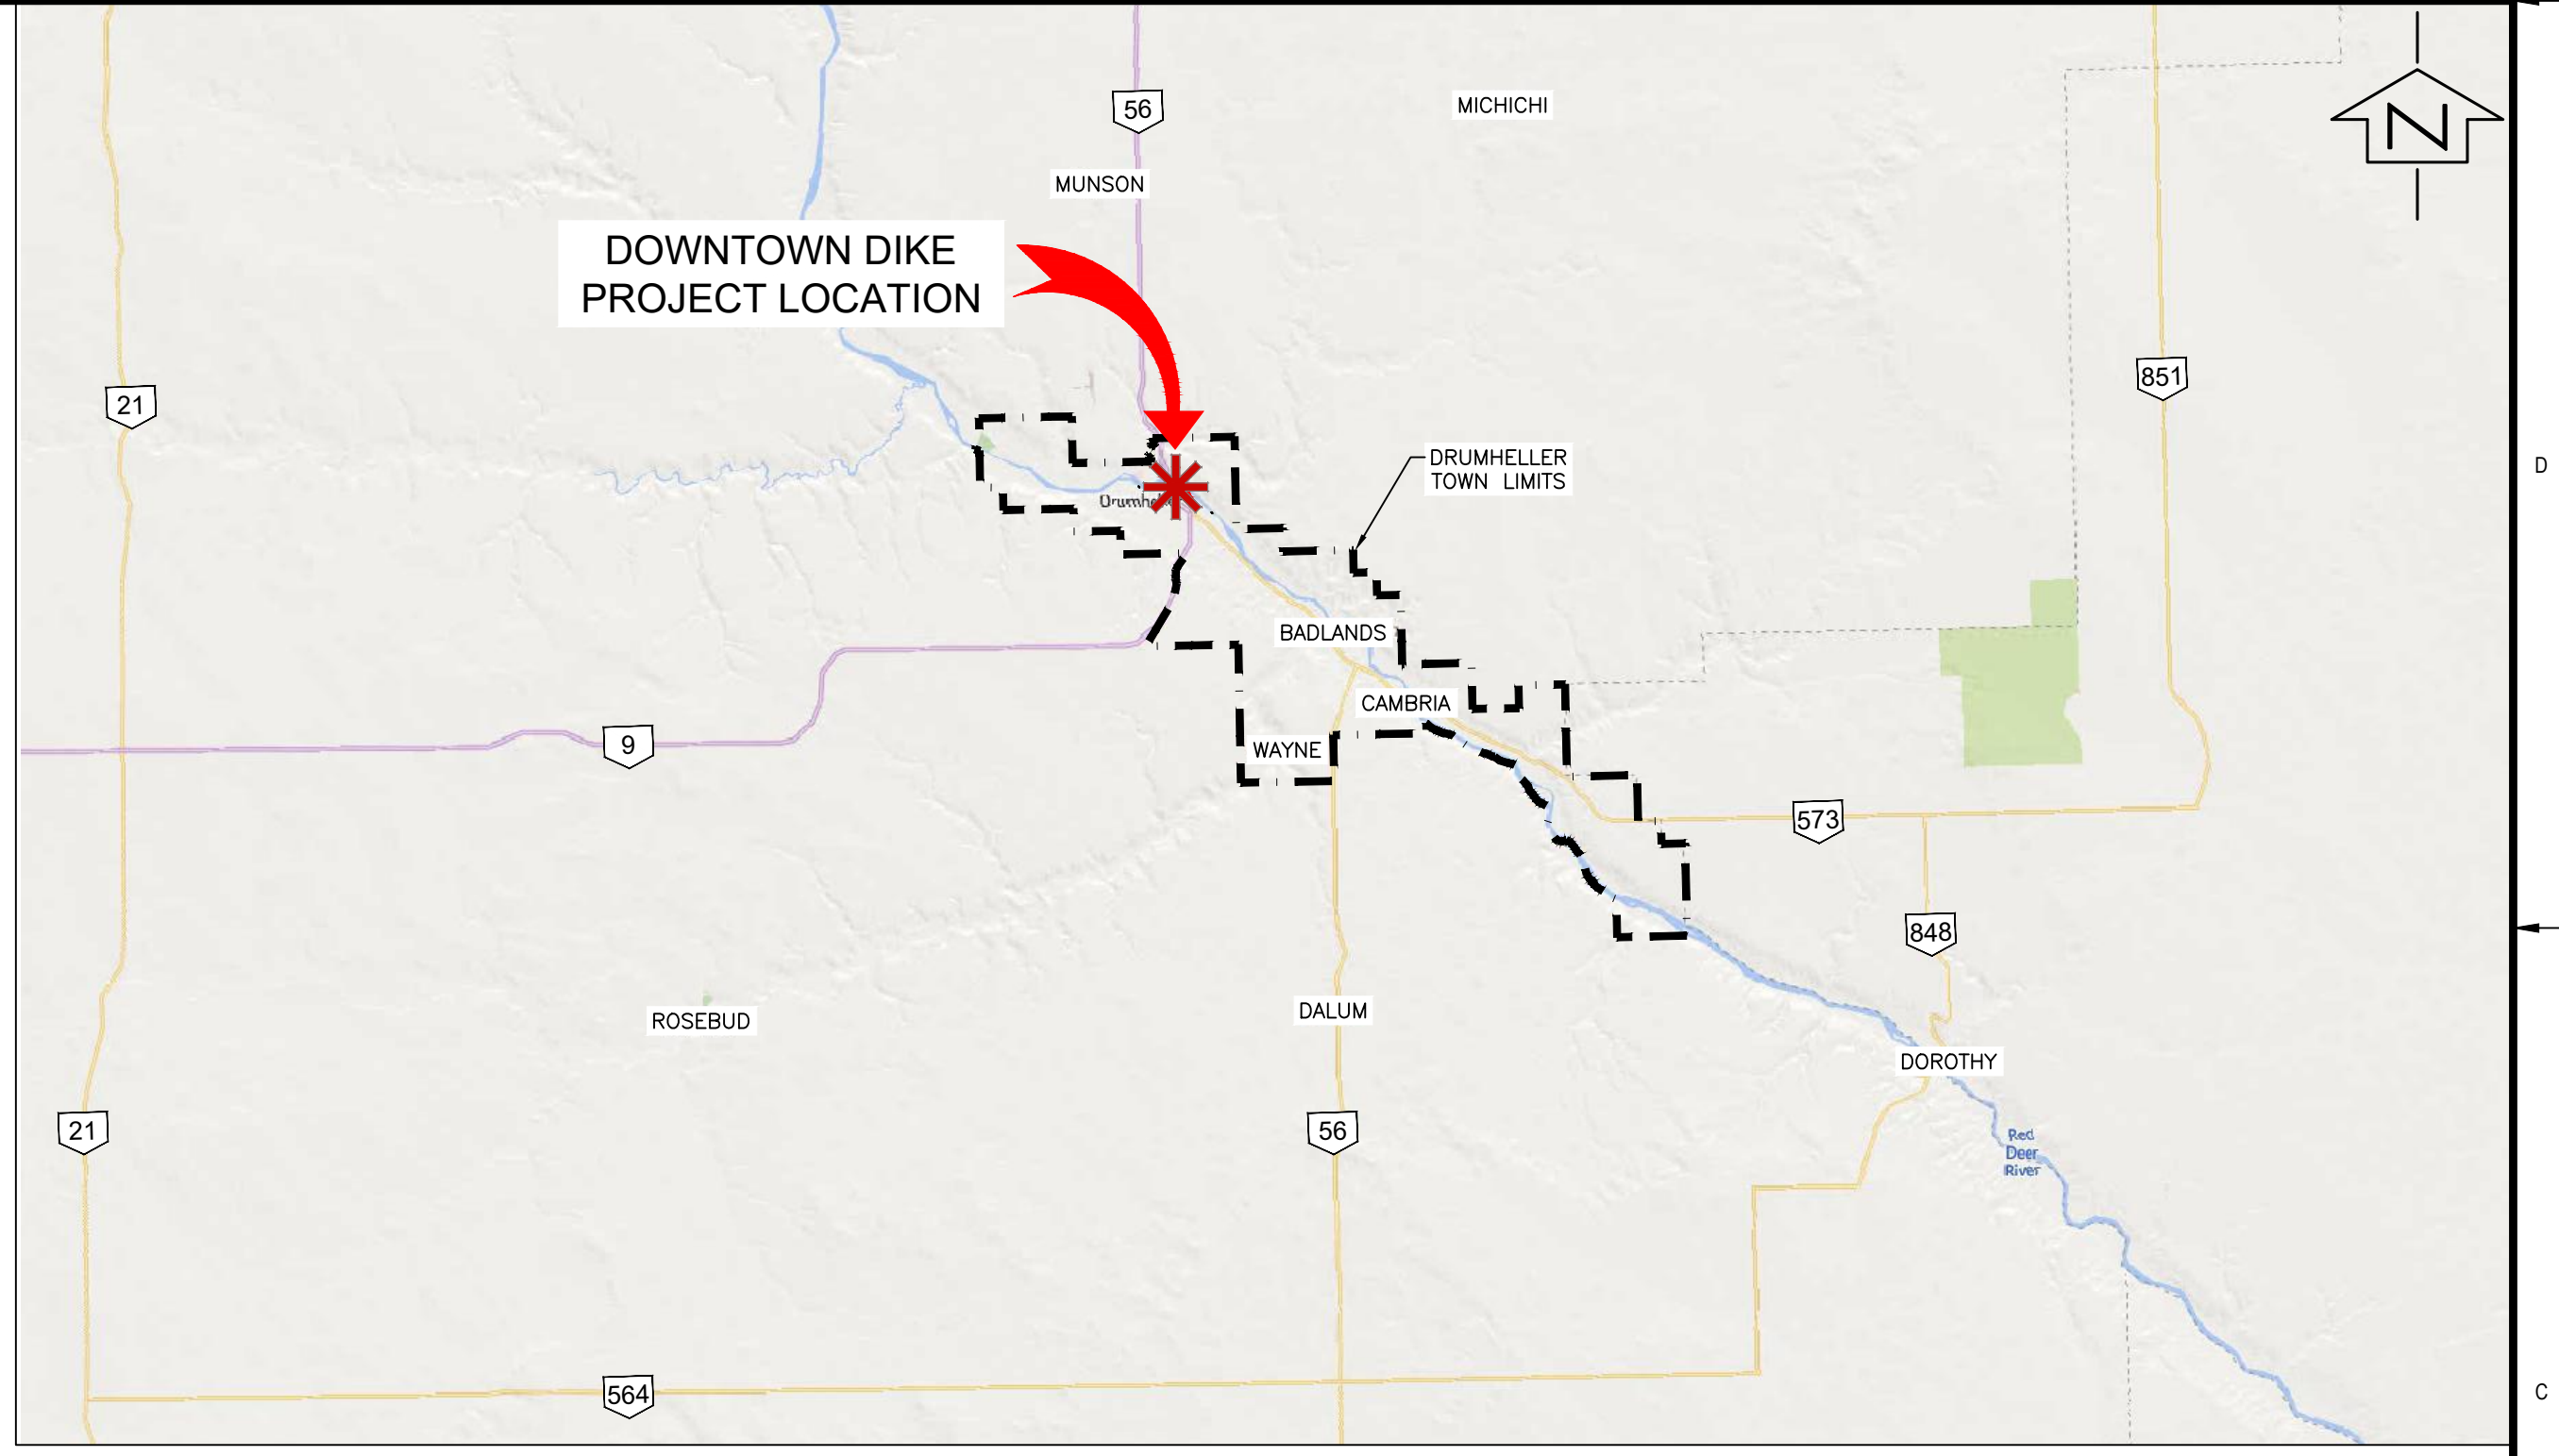 56
MICHICHI
N
MUNSON
DOWNTOWN DIKE
PROJECT LOCATION
851
21
DRUMHELLER
TOWN LIMITS
D
BADLANDS
CAMBRIA
9
WAYNE
573
848
ROSEBUD
DALUM
DOROTHY
21
56
Red
Deer
River
564
C